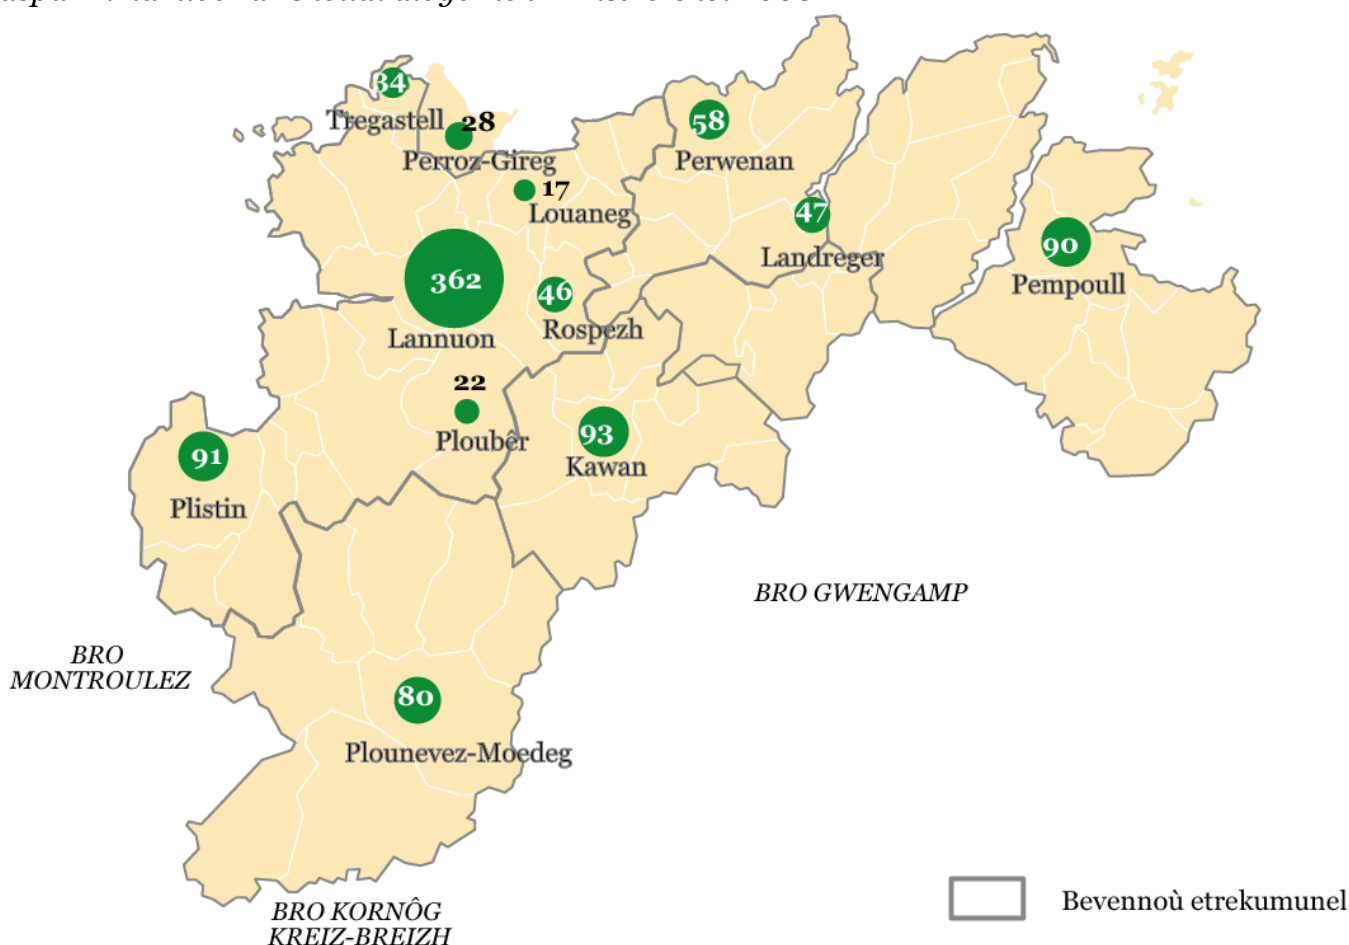 34
Tregastell
28
Perroz-Gireg
58
Perwenan
17
Louaneg
47
Landreger
90
Pempoull
362
Lannuon
46
Rospezh
22
Ploubêr
93
Kawan
91
Plistin
BRO GWENGAMP
BRO
MONTROULEZ
80
Plounevez-Moedeg
BRO KORNÔG
KREIZ-BREIZH
Bevennoù etrekumunel